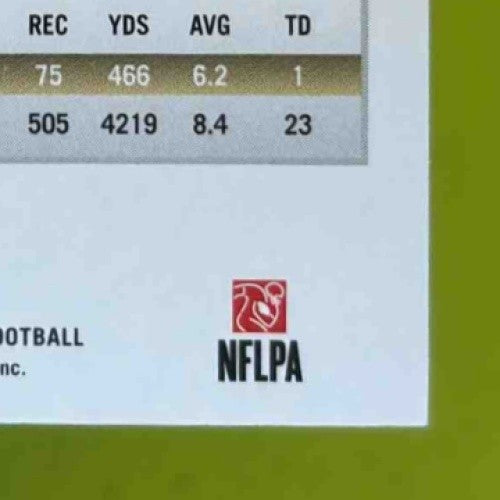 REC YDS AVG TD
75 466 6.2 1
505 4219 8.4 23
OOTBALL
nc.
NFLPA